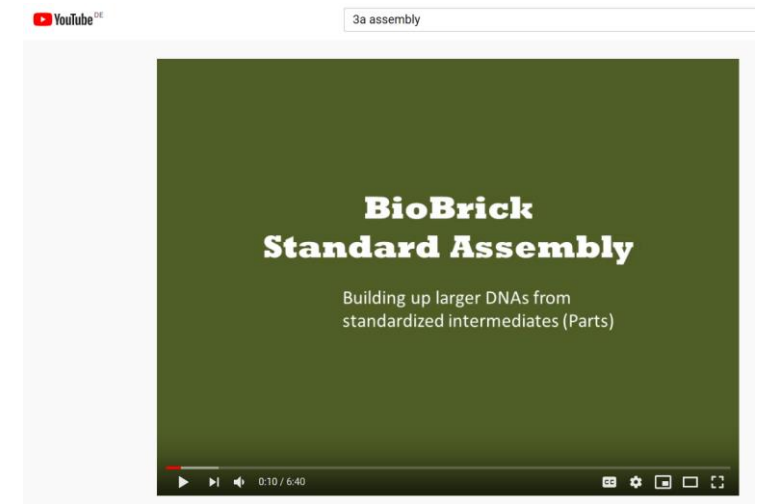 YouTube DE
3a assembly
BioBrick
Standard Assembly
Building up larger DNAs from
standardized intermediates (Parts)
0:10 / 6:40
CC